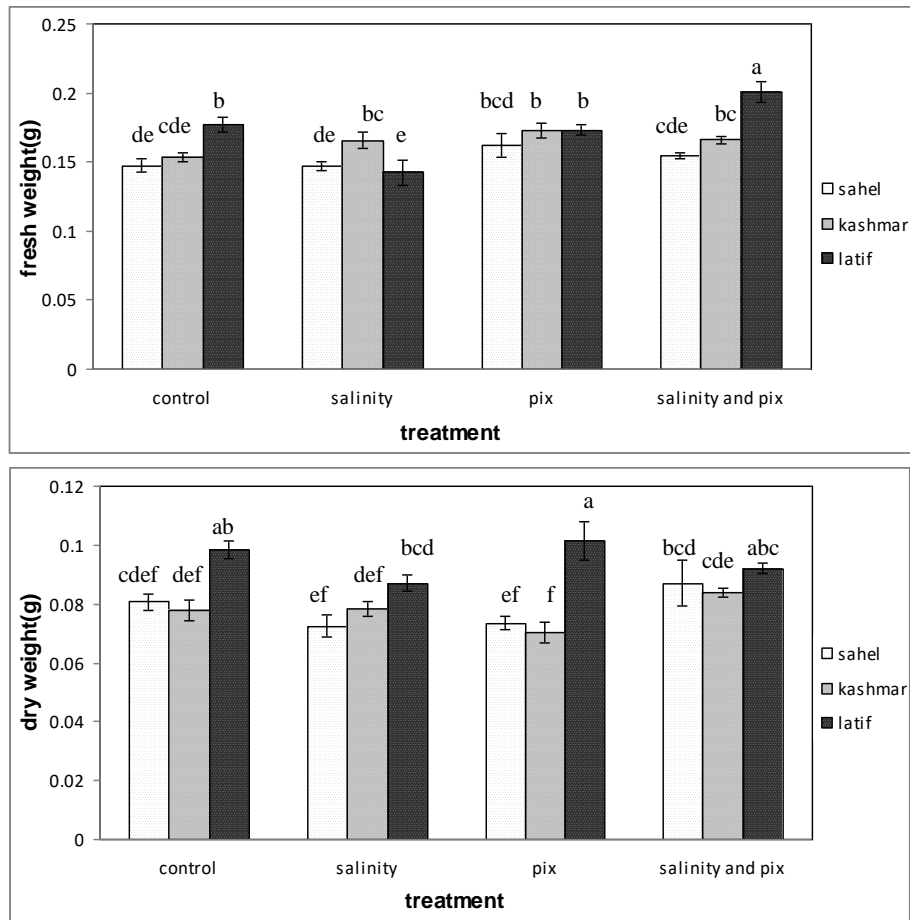 0.25
0.2
0.15
0.1
0.05
0
fresh weight(g)
de cde b
de bc e
bcd b b
cde bc a
sahel
kashmar
latif
control salinity pix salinity and pix
treatment
0.12
0.1
0.08
0.06
0.04
0.02
0
dry weight(g)
cdef def ab
ef def bcd
ef f a
bcd cde abc
sahel
kashmar
latif
control salinity pix salinity and pix
treatment